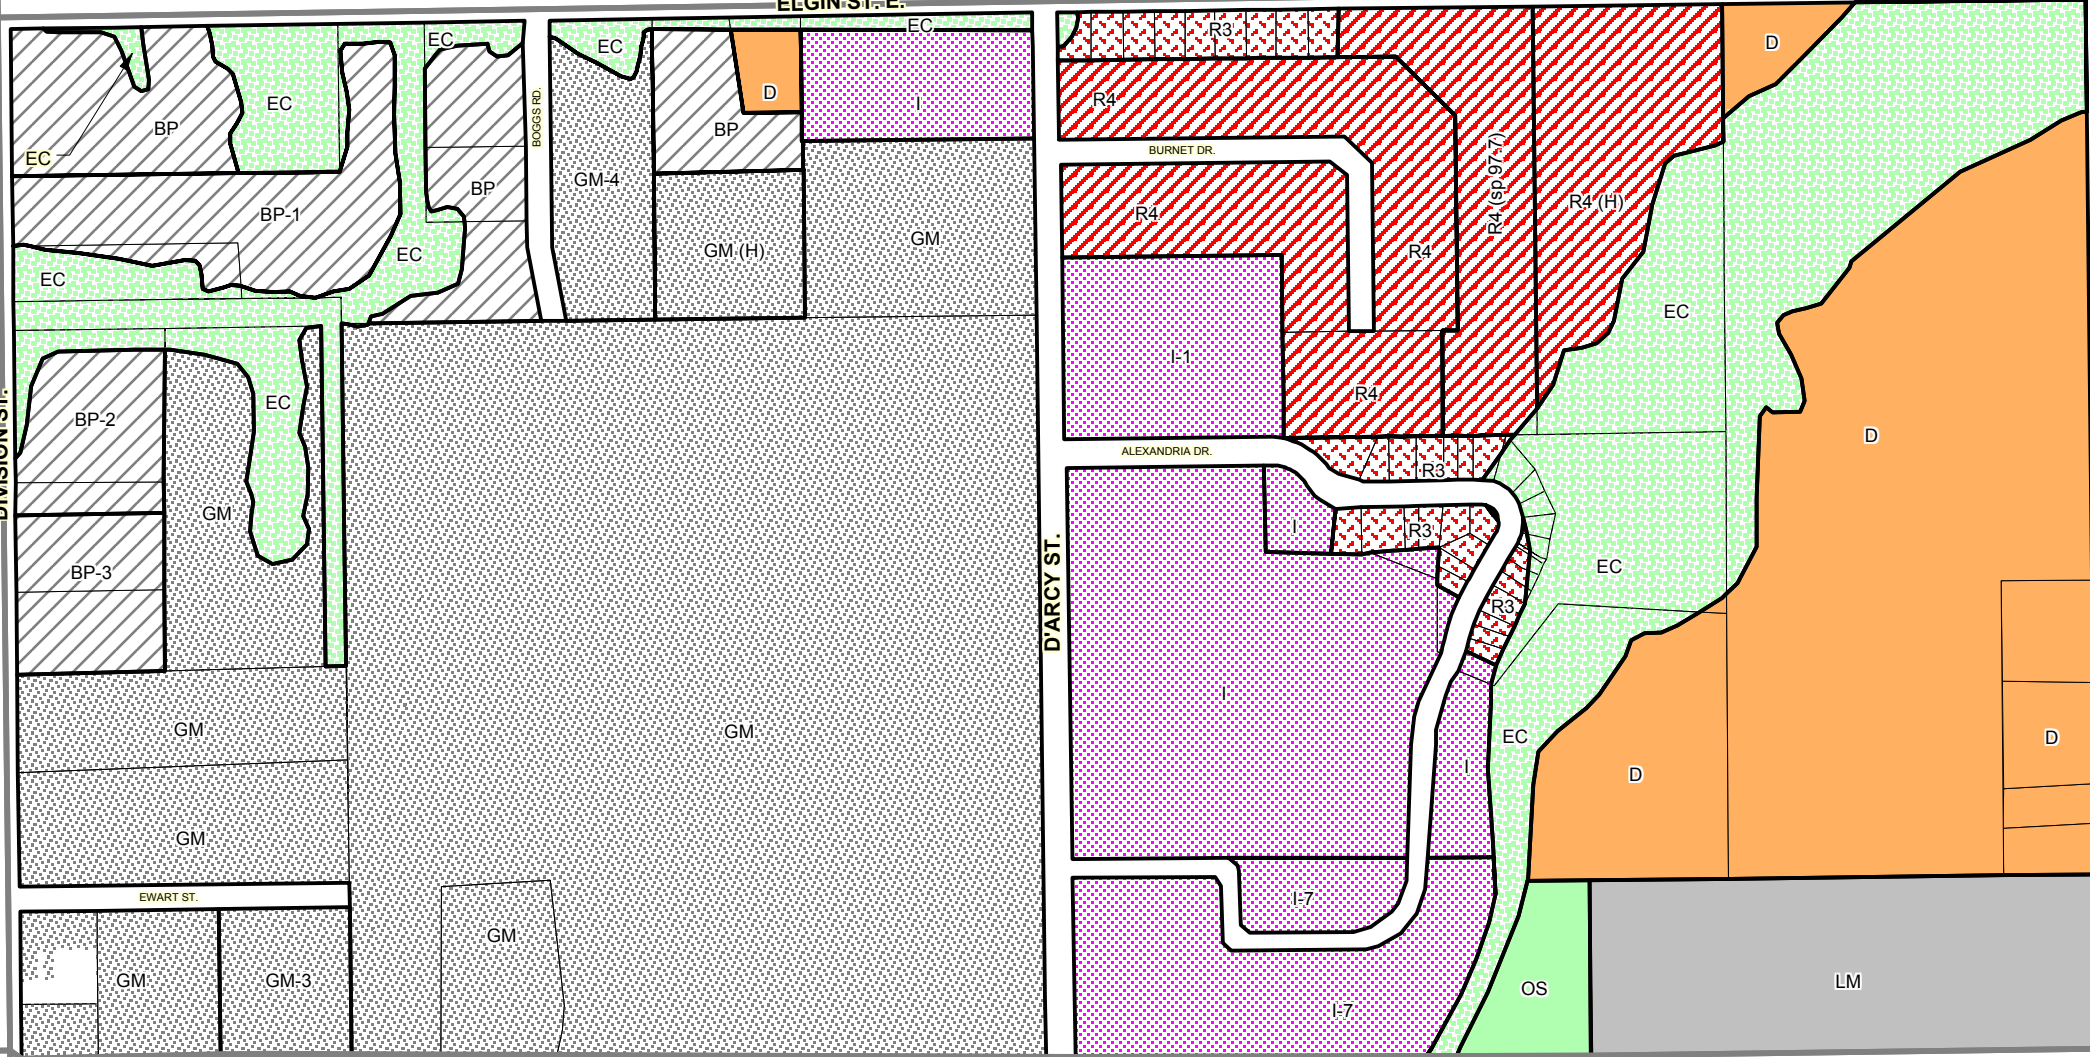 ELGIN ST. E.
EC
EC
EC
R3
D
EC
D
I
R4
BP
BP
EC
BOGGS RD.
BURNET DR.
GM-4
BP
R4 (sp 97-7)
R4 (H)
BP-1
R4
GM
GM (H)
R4
EC
EC
EC
I-1
R4
EC
BP-2
DIVISION ST.
D
ALEXANDRIA DR.
R3
GM
I
R3
BP-3
D'ARCY ST.
EC
R3
I
GM
GM
EC
D
I
D
GM
EWART ST.
I-7
GM
GM
GM-3
OS
LM
I-7